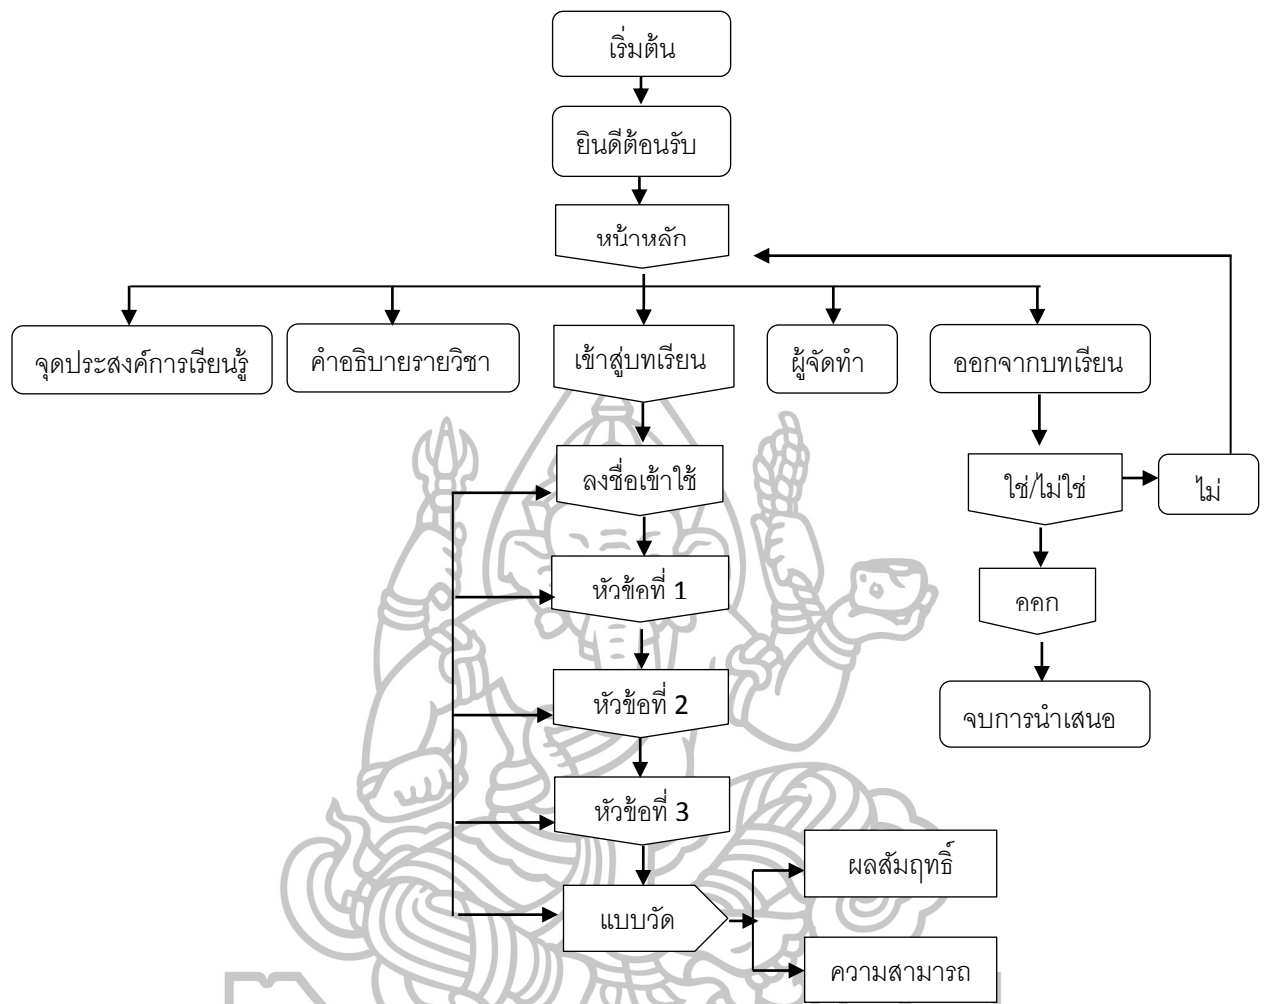 เริ่มต้น
ยินดีต้อนรับ
หน้าหลัก
จุดประสงค์การเรียนรู้
คำอธิบายรายวิชา
เข้าสู่บทเรียน
ผู้จัดทำ
ออกจากบทเรียน
ลงชื่อเข้าใช้
ใช่/ไม่ใช่
ไม่
หัวข้อที่ 1
ออก
หัวข้อที่ 2
จบการนำเสนอ
หัวข้อที่ 3
ผลสัมฤทธิ์
แบบวัด
ความสามารถ